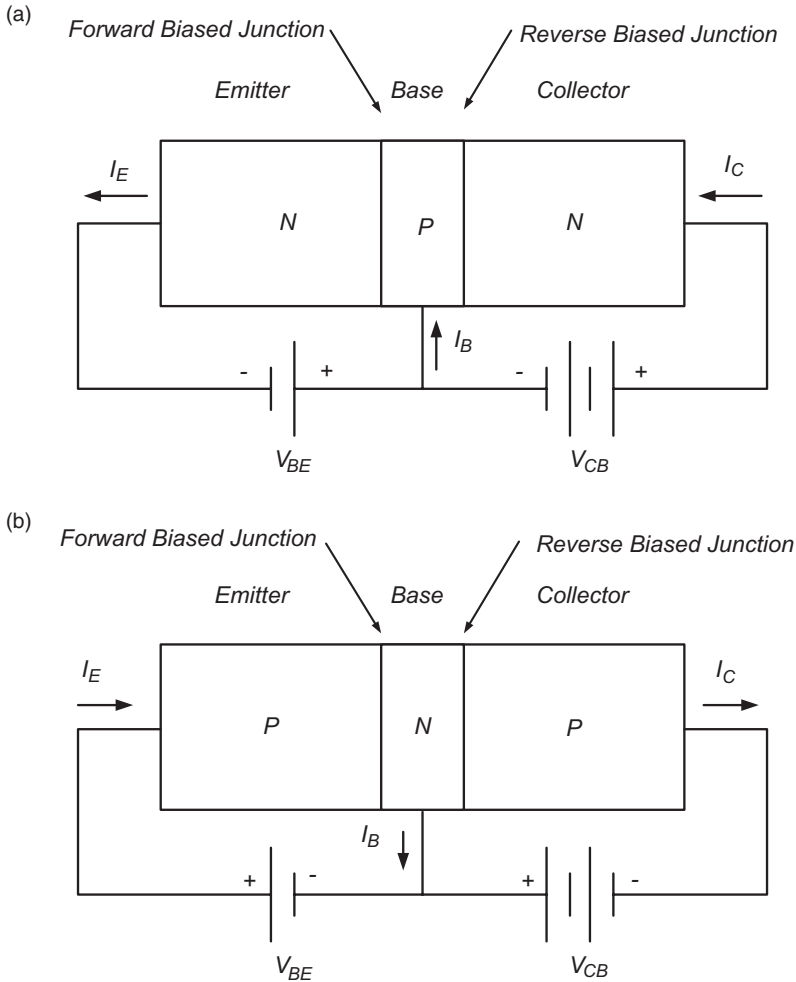 (a)
Forward Biased Junction Reverse Biased Junction
Emitter Base Collector
I_E I_C
N P N
I_B
- + - +
V_BE V_CB
(b)
Forward Biased Junction Reverse Biased Junction
Emitter Base Collector
I_E I_C
P N P
I_B
+ - + -
V_BE V_CB